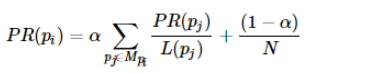 PR(p_i) = α ∑_{p_j∈M_{p_i}} PR(p_j)/L(p_j) + (1 − α)/N